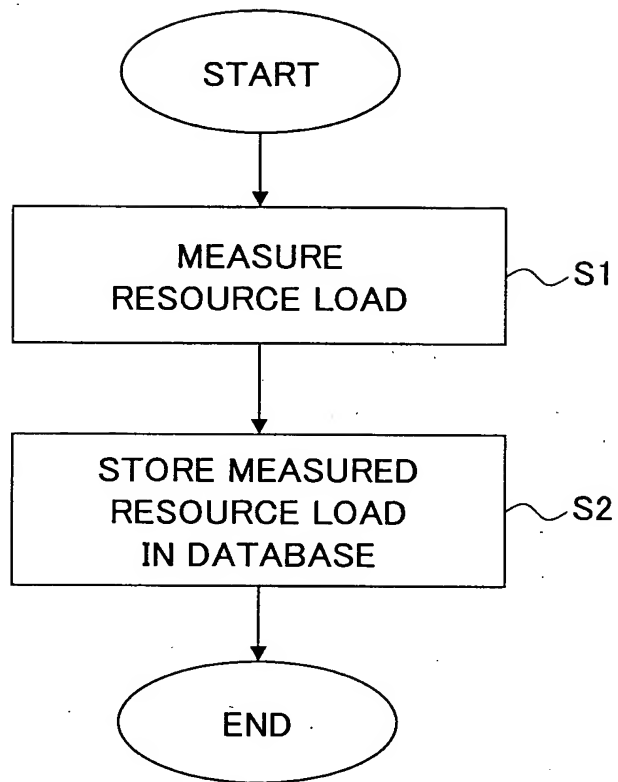 START
MEASURE
RESOURCE LOAD
S1
STORE MEASURED
RESOURCE LOAD
IN DATABASE
S2
END